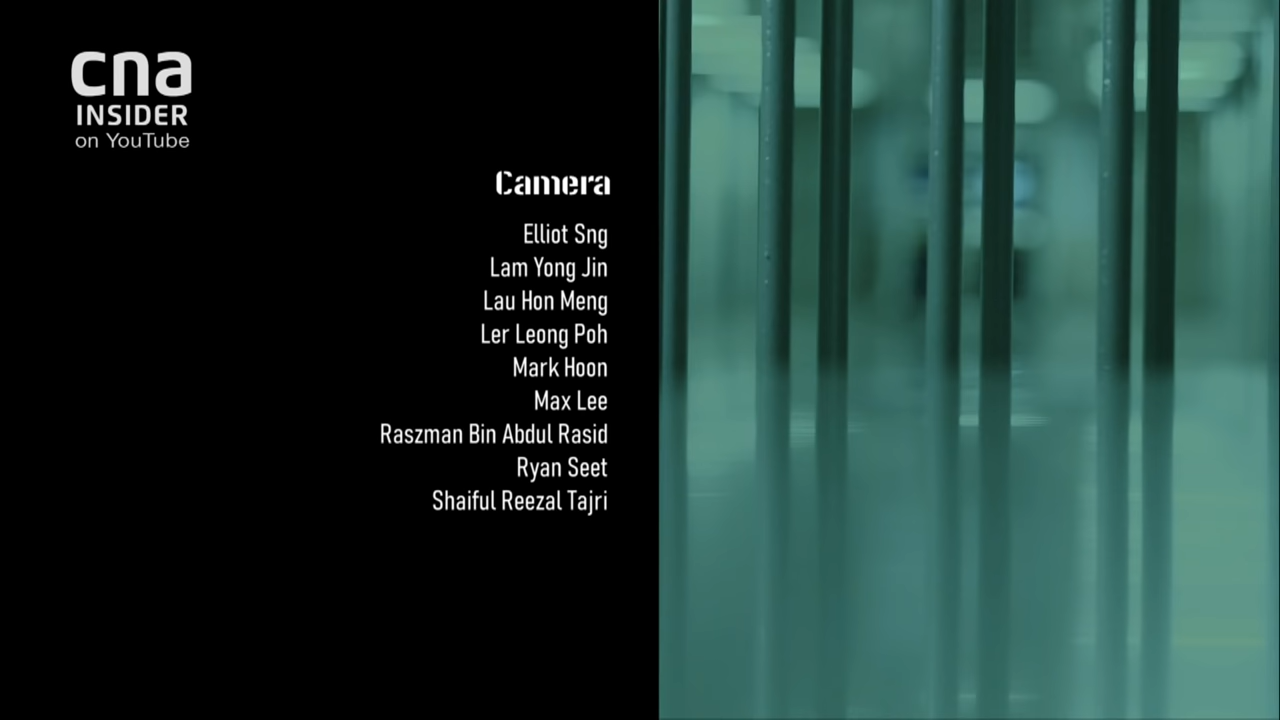 cna
INSIDER
on YouTube
Camera
Elliot Sng
Lam Yong Jin
Lau Hon Meng
Ler Leong Poh
Mark Hoon
Max Lee
Raszman Bin Abdul Rasid
Ryan Seet
Shaiful Reezal Tajri